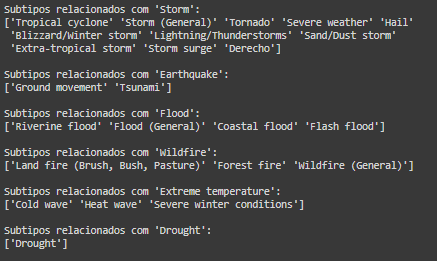 Subtipos relacionados com 'Storm':
['Tropical cyclone' 'Storm (General)' 'Tornado' 'Severe weather' 'Hail'
'Blizzard/Winter storm' 'Lightning/Thunderstorms' 'Sand/Dust storm'
'Extra-tropical storm' 'Storm surge' 'Derecho']
Subtipos relacionados com 'Earthquake':
['Ground movement' 'Tsunami']
Subtipos relacionados com 'Flood':
['Riverine flood' 'Flood (General)' 'Coastal flood' 'Flash flood']
Subtipos relacionados com 'Wildfire':
['Land fire (Brush, Bush, Pasture)' 'Forest fire' 'Wildfire (General)']
Subtipos relacionados com 'Extreme temperature':
['Cold wave' 'Heat wave' 'Severe winter conditions']
Subtipos relacionados com 'Drought':
['Drought']